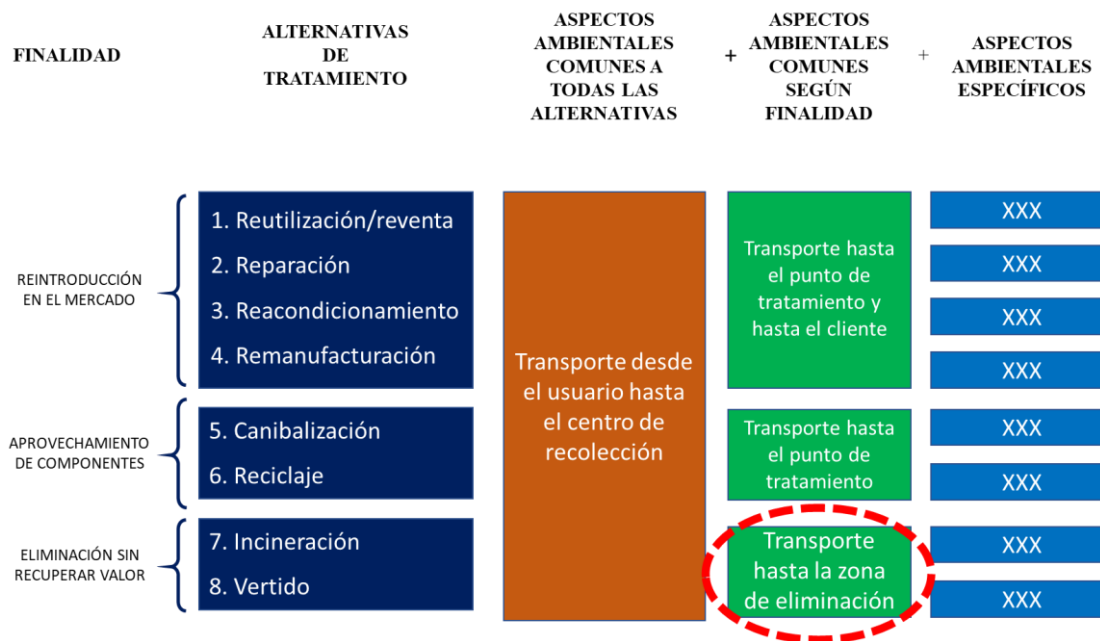 FINALIDAD
ALTERNATIVAS
DE
TRATAMIENTO
ASPECTOS
AMBIENTALES
COMUNES A
TODAS LAS
ALTERNATIVAS
+
ASPECTOS
AMBIENTALES
COMUNES
SEGÚN
FINALIDAD
+
ASPECTOS
AMBIENTALES
ESPECÍFICOS
REINTRODUCCIÓN
EN EL MERCADO
1. Reutilización/reventa
2. Reparación
3. Reacondicionamiento
4. Remanufacturación
APROVECHAMIENTO
DE COMPONENTES
5. Canibalización
6. Reciclaje
ELIMINACIÓN SIN
RECUPERAR VALOR
7. Incineración
8. Vertido
Transporte desde
el usuario hasta
el centro de
recolección
Transporte hasta
el punto de
tratamiento y
hasta el cliente
Transporte hasta
el punto de
tratamiento
Transporte
hasta la zona
de eliminación
XXX
XXX
XXX
XXX
XXX
XXX
XXX
XXX